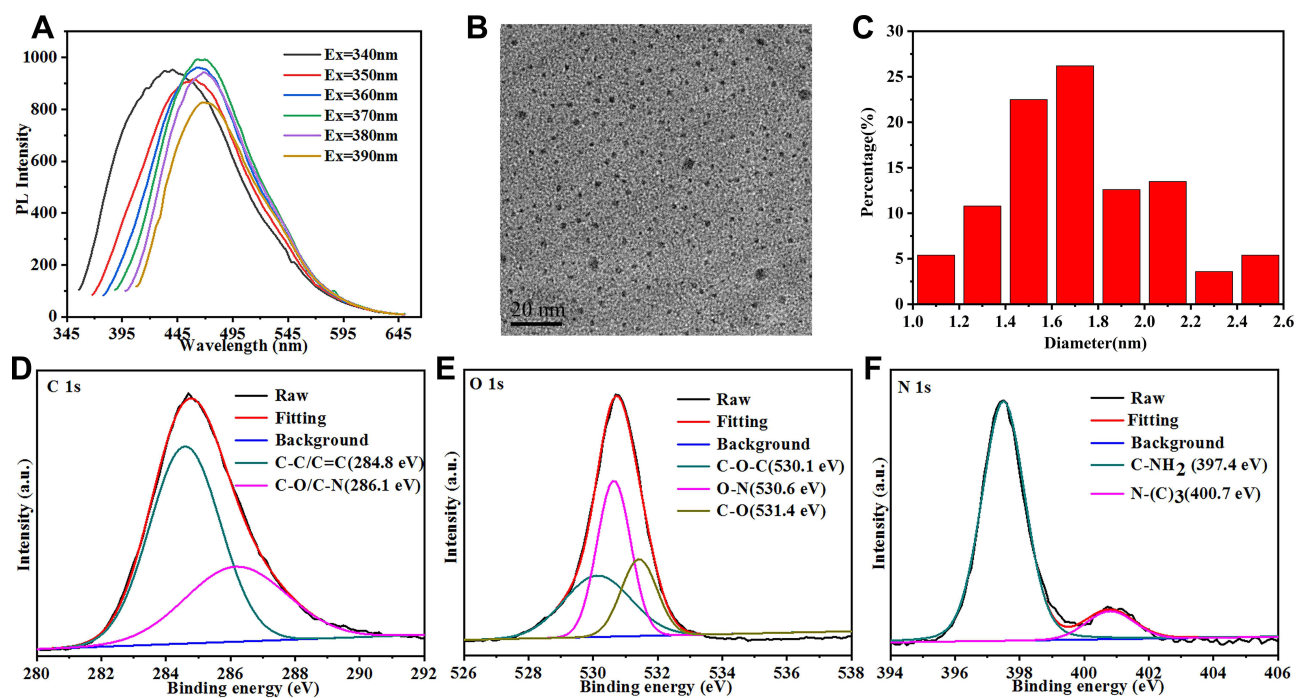 A
1000
800
600
400
200
0
PL Intensity
345 395 445 495 545 595 645
Wavelength (nm)
Ex=340nm
Ex=350nm
Ex=360nm
Ex=370nm
Ex=380nm
Ex=390nm
B
20 nm
C
30
25
20
15
10
5
0
Percentage(%)
1.0 1.2 1.4 1.6 1.8 2.0 2.2 2.4 2.6
Diameter(nm)
D
C 1s
Raw
Fitting
Background
C-C/C=C(284.8 eV)
C-O/C-N(286.1 eV)
Intensity (a.u.)
280 282 284 286 288 290 292
Binding energy (eV)
E
O 1s
Raw
Fitting
Background
C-O-C(530.1 eV)
O-N(530.6 eV)
C-O(531.4 eV)
Intensity (a.u.)
526 528 530 532 534 536 538
Binding energy (eV)
F
N 1s
Raw
Fitting
Background
C-NH2 (397.4 eV)
N-(C)3(400.7 eV)
Intensity (a.u.)
394 396 398 400 402 404 406
Binding energy (eV)